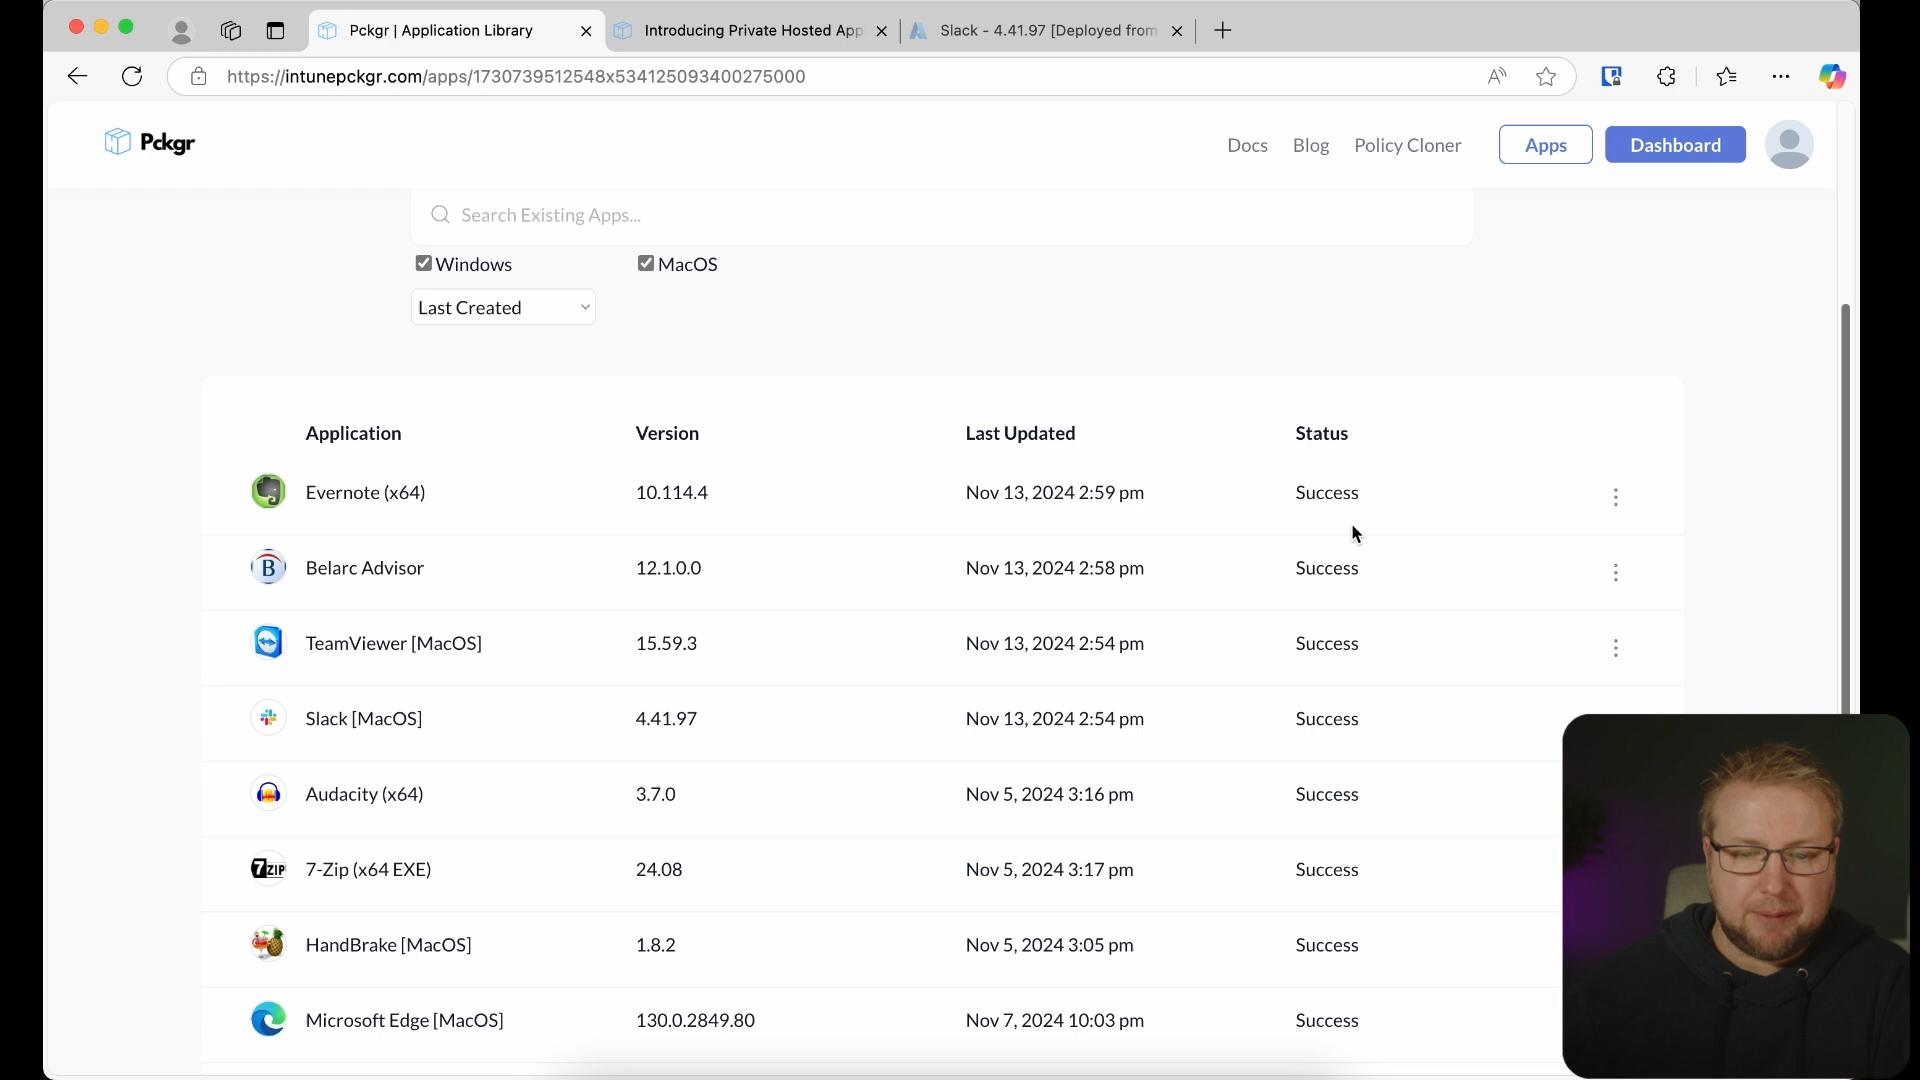 Pckgr | Application Library
Introducing Private Hosted App
Slack - 4.41.97 [Deployed from
https://intunepckgr.com/apps/1730739512548x534125093400275000
Pckgr
Docs
Blog
Policy Cloner
Apps
Dashboard
Search Existing Apps...
Windows
MacOS
Last Created
Application Version Last Updated Status
Evernote (x64) 10.114.4 Nov 13, 2024 2:59 pm Success
B
Belarc Advisor 12.1.0.0 Nov 13, 2024 2:58 pm Success
TeamViewer [MacOS] 15.59.3 Nov 13, 2024 2:54 pm Success
Slack [MacOS] 4.41.97 Nov 13, 2024 2:54 pm Success
Audacity (x64) 3.7.0 Nov 5, 2024 3:16 pm Success
7ZIP
7-Zip (x64 EXE) 24.08 Nov 5, 2024 3:17 pm Success
HandBrake [MacOS] 1.8.2 Nov 5, 2024 3:05 pm Success
Microsoft Edge [MacOS] 130.0.2849.80 Nov 7, 2024 10:03 pm Success